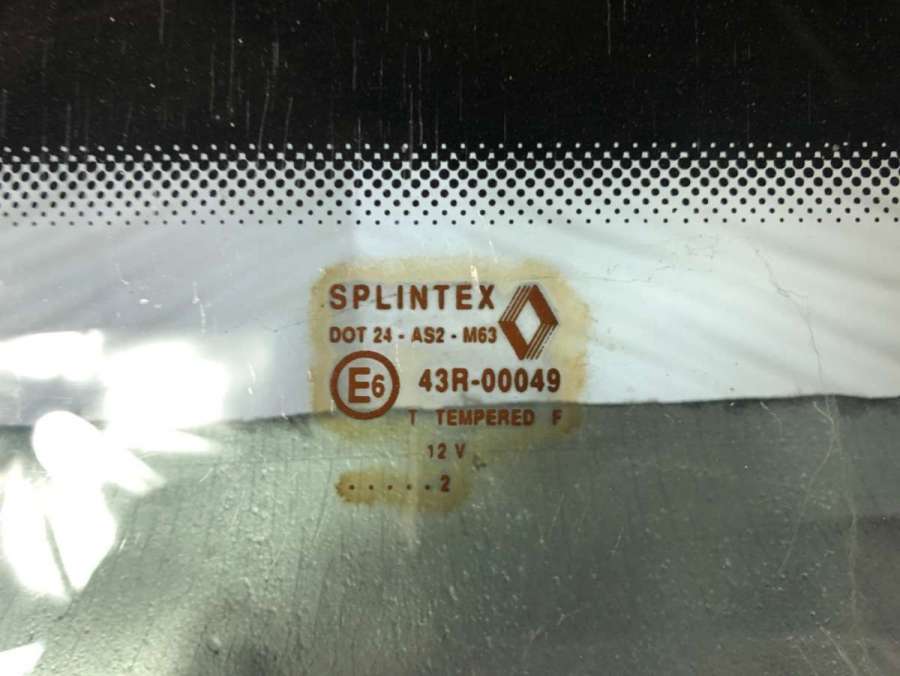 SPLINTEX
DOT 24 - AS2 - M63
E6 43R-00049
T TEMPERED F
12 V
. . . . . 2